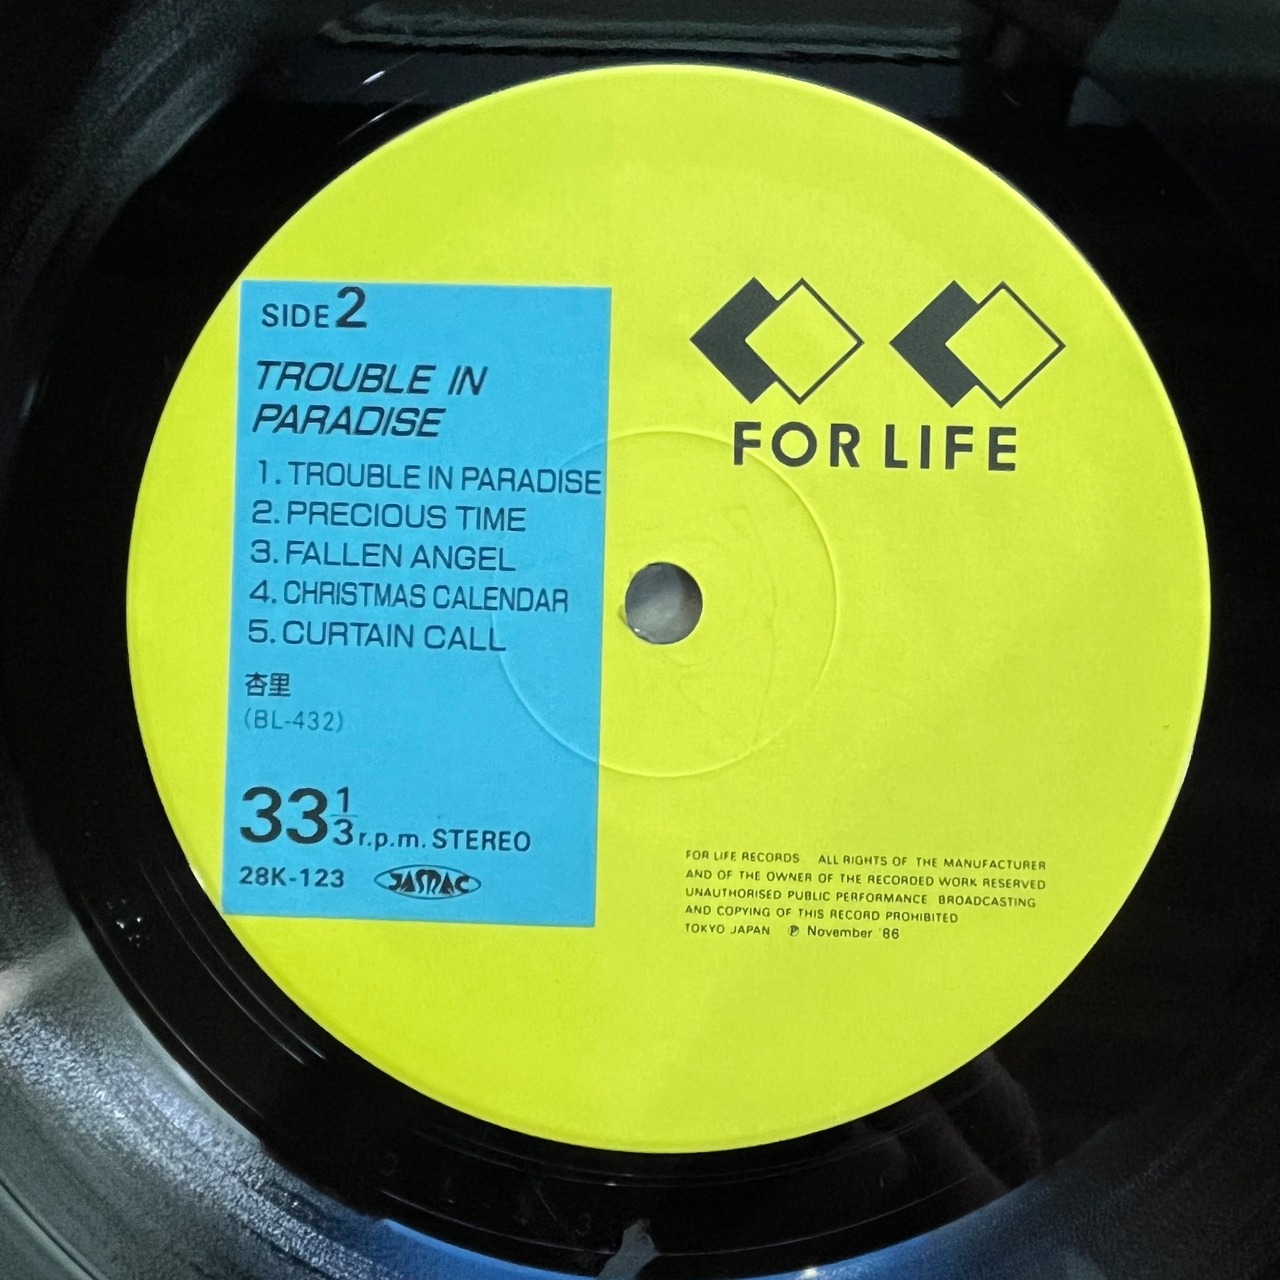 SIDE 2
TROUBLE IN
PARADISE
1. TROUBLE IN PARADISE
2. PRECIOUS TIME
3. FALLEN ANGEL
4. CHRISTMAS CALENDAR
5. CURTAIN CALL
杏里
(BL-432)
33 1/3 r.p.m. STEREO
28K-123 JASRAC
FOR LIFE
FOR LIFE RECORDS ALL RIGHTS OF THE MANUFACTURER
AND OF THE OWNER OF THE RECORDED WORK RESERVED
UNAUTHORISED PUBLIC PERFORMANCE BROADCASTING
AND COPYING OF THIS RECORD PROHIBITED
TOKYO JAPAN ℗ November '86